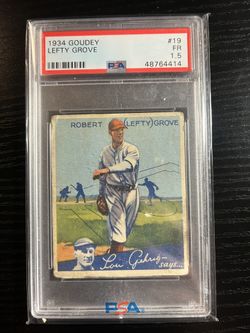 1934 GOUDEY #19
LEFTY GROVE FR
1.5
PSA 48764414
ROBERT (LEFTY) GROVE
Lou Gehrig
says...
PSA